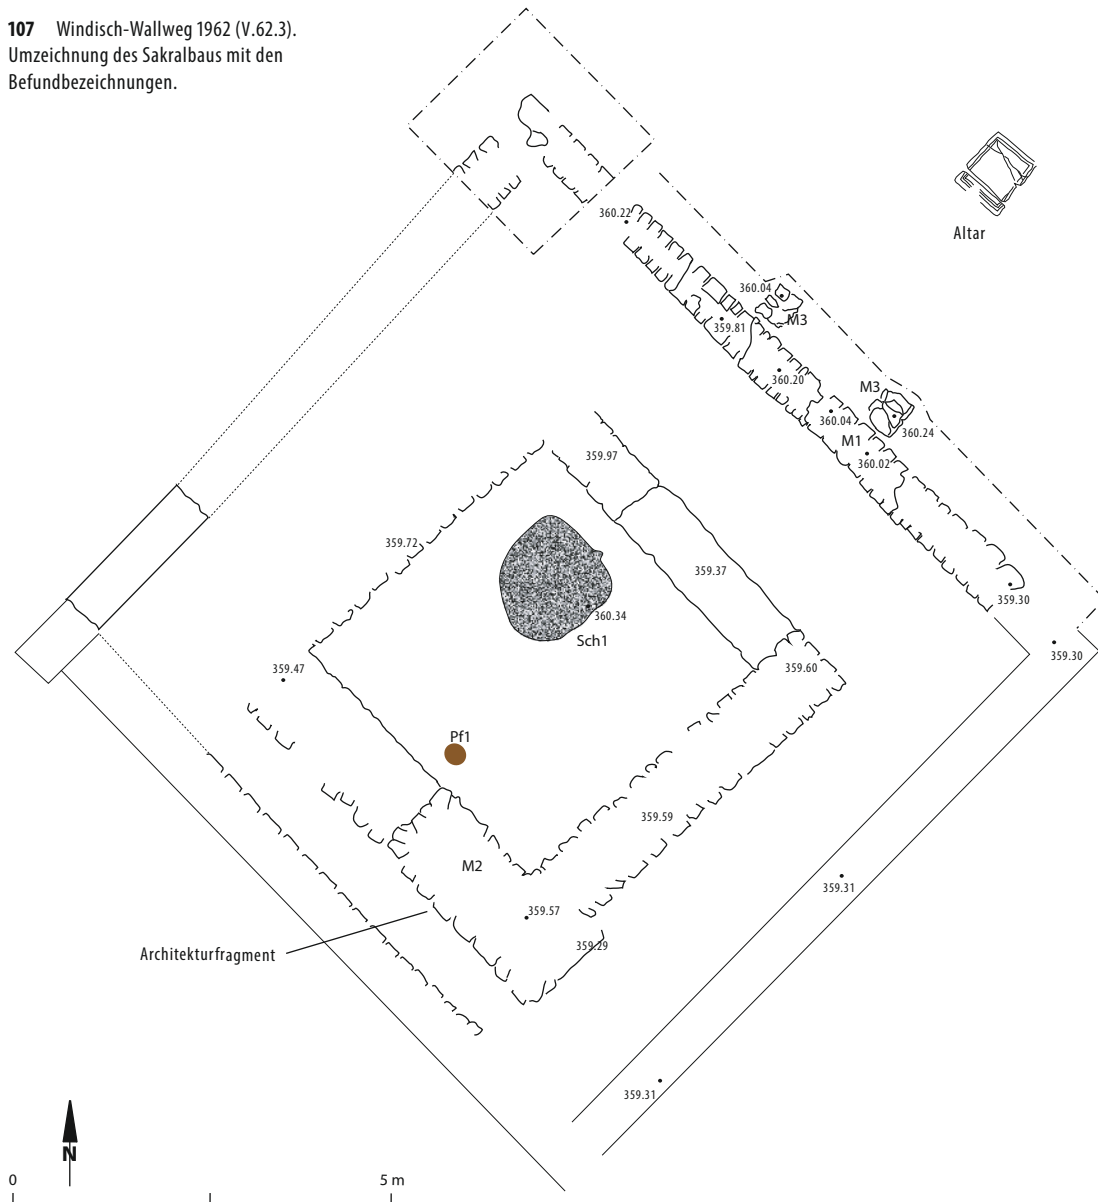 107 Windisch-Wallweg 1962 (V.62.3).
Umzeichnung des Sakralbaus mit den
Befundbezeichnungen.
Altar
360.22
360.04
M3
359.81
360.20
M3
360.04
360.24
M1
360.02
359.97
359.72
359.37
359.30
360.34
Sch1
359.30
359.60
359.47
Pf1
359.59
M2
359.31
359.57
359.29
Architekturfragment
359.31
N
0
5 m